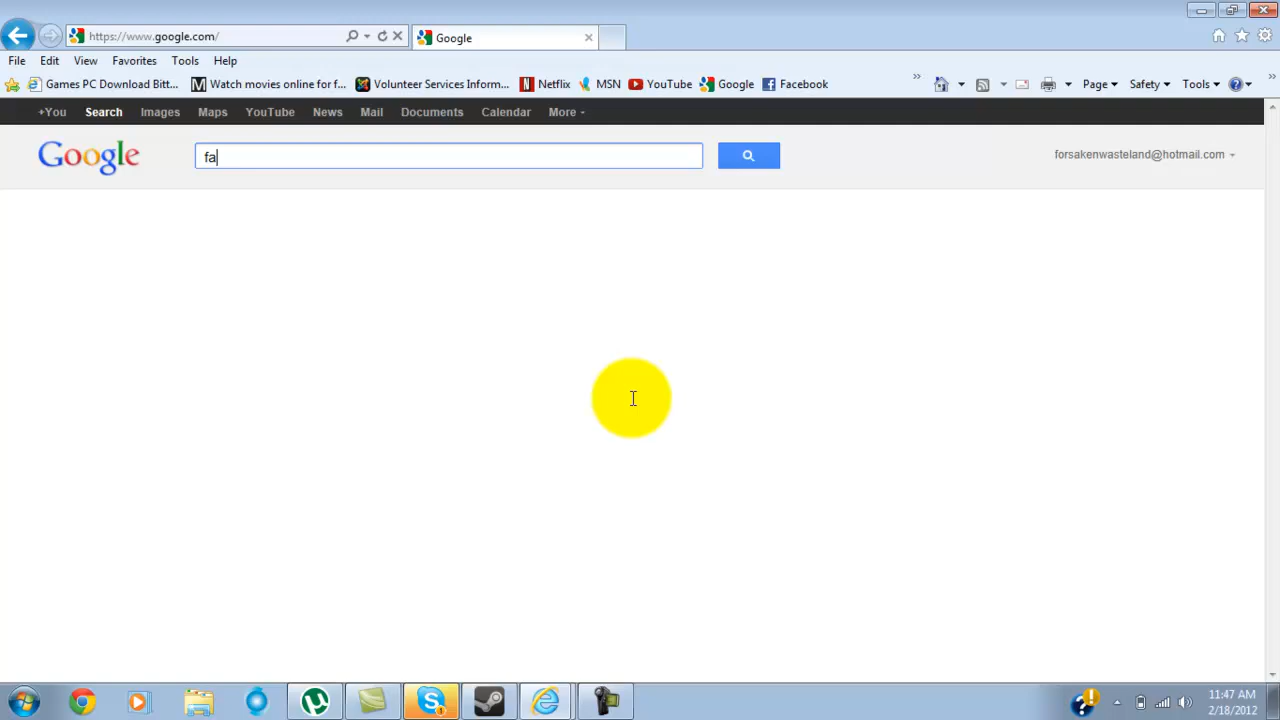 https://www.google.com/
Google
File Edit View Favorites Tools Help
Games PC Download Bitt... Watch movies online for f... Volunteer Services Inform... Netflix MSN YouTube Google Facebook » Page Safety Tools »
+You Search Images Maps YouTube News Mail Documents Calendar More
Google fa forsakenwasteland@hotmail.com
11:47 AM
2/18/2012